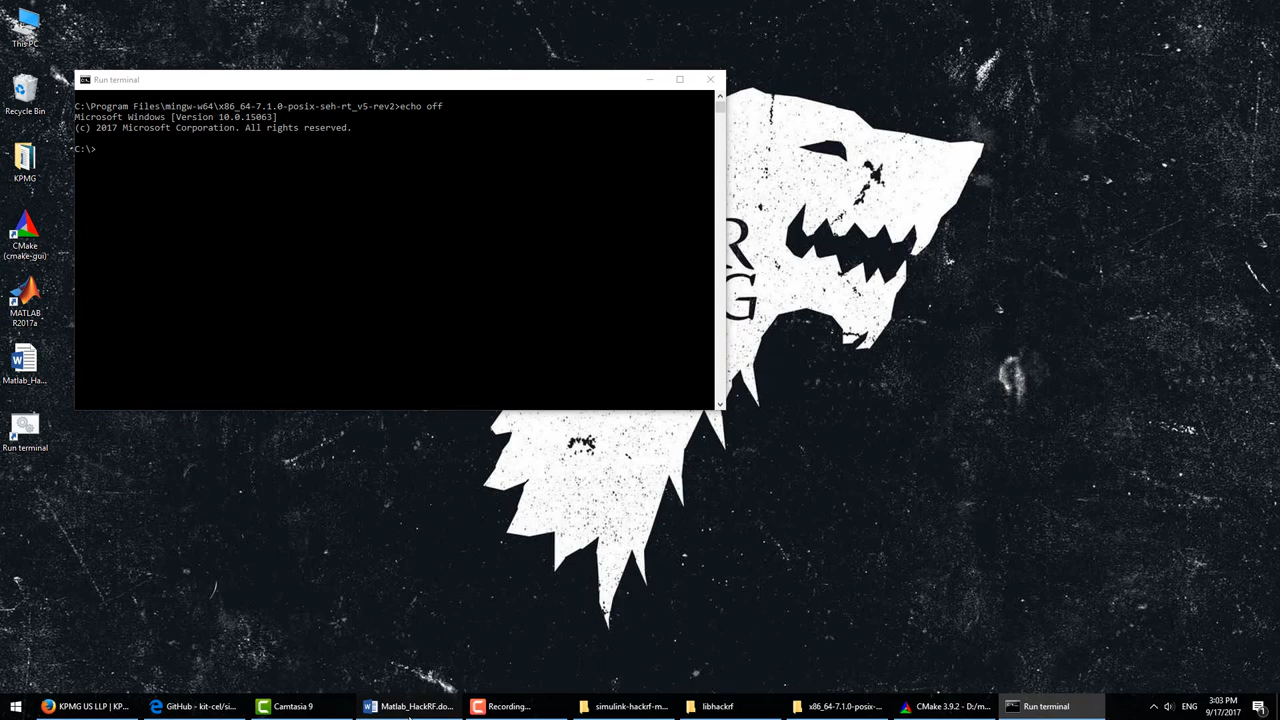 This PC
Recycle Bin
KPMG
CMake
(cmake-gui)
MATLAB
R2017a
Matlab_Ha...
Run terminal
Run terminal
C:\Program Files\mingw-w64\x86_64-7.1.0-posix-seh-rt_v5-rev2>echo off
Microsoft Windows [Version 10.0.15063]
(c) 2017 Microsoft Corporation. All rights reserved.
C:\>
R
G
KPMG US LLP | KPM...
GitHub - kit-cel/si...
Camtasia 9
Matlab_HackRF.do...
Recording...
simulink-hackrf-m...
libhackrf
x86_64-7.1.0-posix-...
CMake 3.9.2 - D:/m...
Run terminal
ENG
3:03 PM
9/17/2017
1